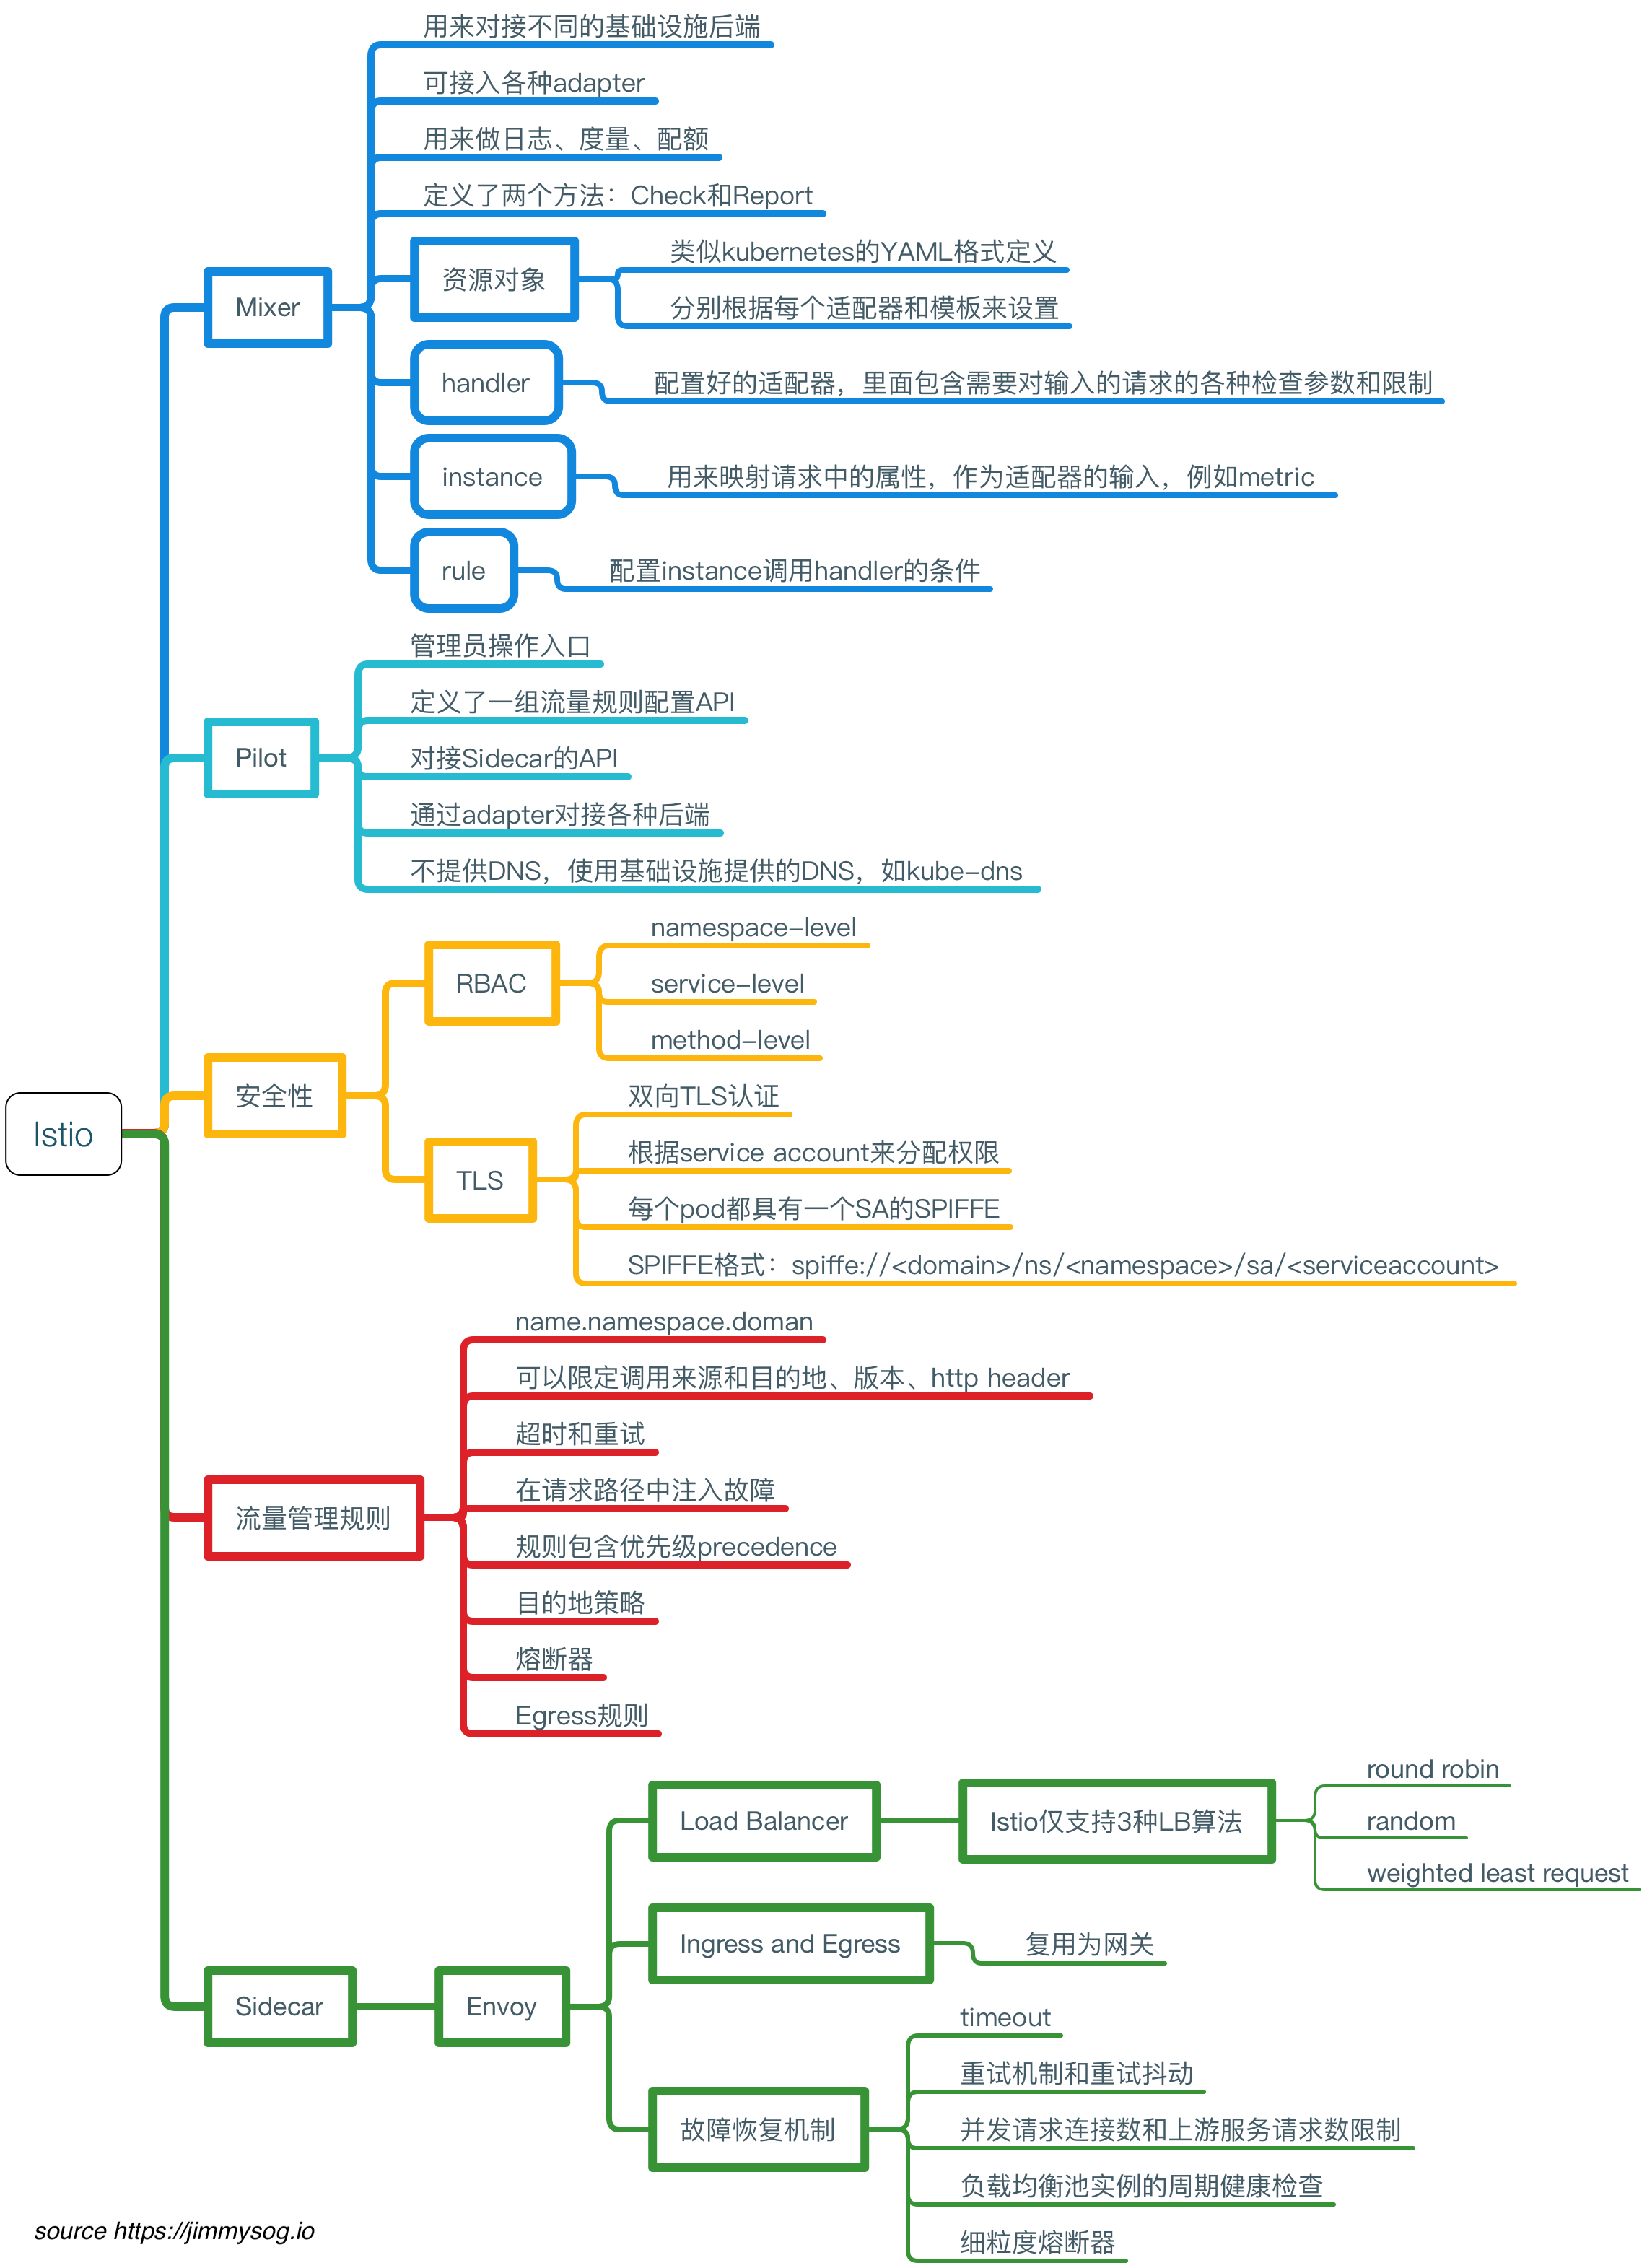 用来对接不同的基础设施后端
可接入各种adapter
用来做日志、度量、配额
定义了两个方法：Check和Report
类似kubernetes的YAML格式定义
资源对象
分别根据每个适配器和模板来设置
Mixer
handler
配置好的适配器，里面包含需要对输入的请求的各种检查参数和限制
instance
用来映射请求中的属性，作为适配器的输入，例如metric
rule
配置instance调用handler的条件
管理员操作入口
定义了一组流量规则配置API
Pilot
对接Sidecar的API
通过adapter对接各种后端
不提供DNS，使用基础设施提供的DNS，如kube-dns
namespace-level
RBAC
service-level
method-level
安全性
双向TLS认证
Istio
根据service account来分配权限
TLS
每个pod都具有一个SA的SPIFFE
SPIFFE格式：spiffe://<domain>/ns/<namespace>/sa/<serviceaccount>
name.namespace.doman
可以限定调用来源和目的地、版本、http header
超时和重试
在请求路径中注入故障
流量管理规则
规则包含优先级precedence
目的地策略
熔断器
Egress规则
round robin
Load Balancer
Istio仅支持3种LB算法
random
weighted least request
Ingress and Egress
复用为网关
Sidecar
Envoy
timeout
重试机制和重试抖动
故障恢复机制
并发请求连接数和上游服务请求数限制
负载均衡池实例的周期健康检查
细粒度熔断器
source https://jimmysog.io